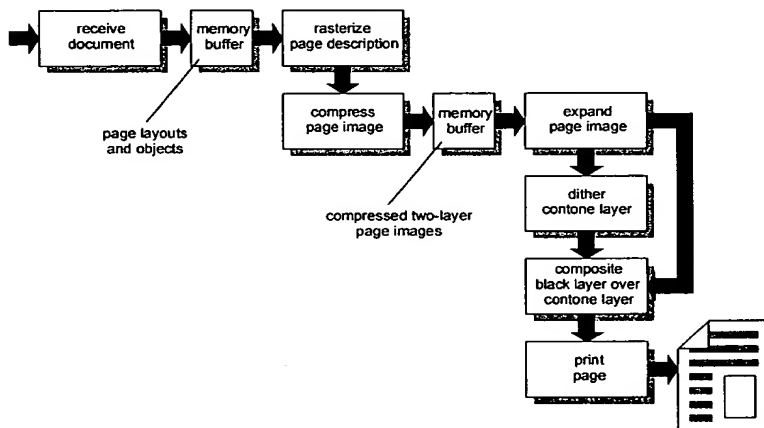 receive
document
memory
buffer
rasterize
page description
compress
page image
memory
buffer
expand
page image
page layouts
and objects
dither
contone layer
compressed two-layer
page images
composite
black layer over
contone layer
print
page